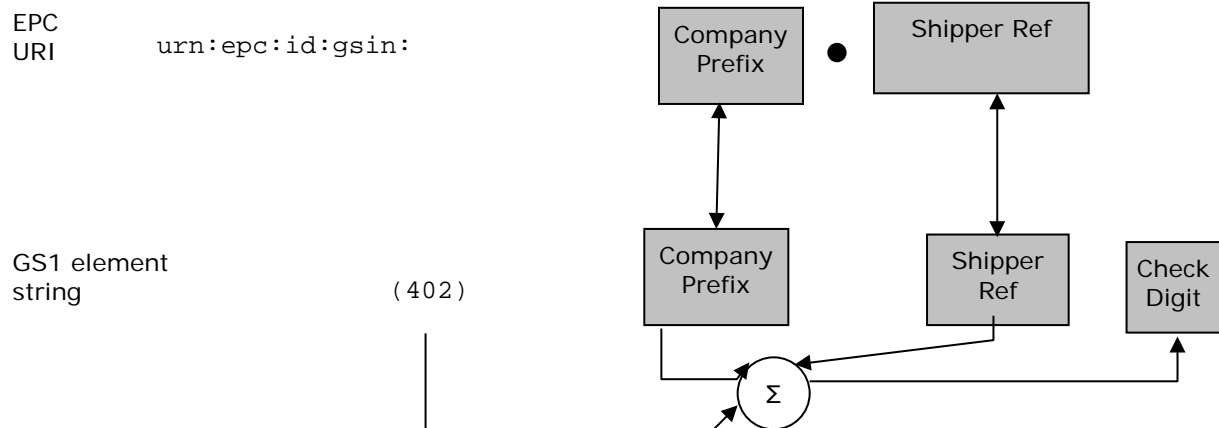 EPC
URI
urn:epc:id:gsin:
Company
Prefix
●
Shipper Ref
GS1 element
string
(402)
Company
Prefix
Shipper
Ref
Check
Digit
Σ